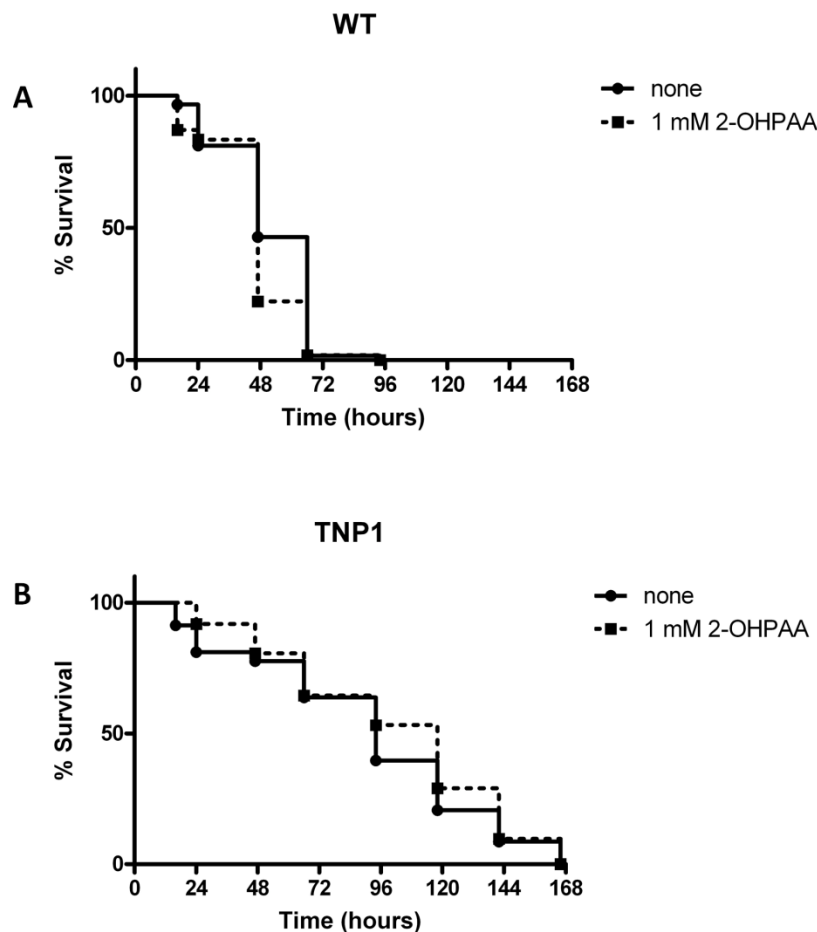 WT
A
none
1 mM 2-OHPAA
100
50
0
% Survival
0 24 48 72 96 120 144 168
Time (hours)
TNP1
B
none
1 mM 2-OHPAA
100
50
0
% Survival
0 24 48 72 96 120 144 168
Time (hours)